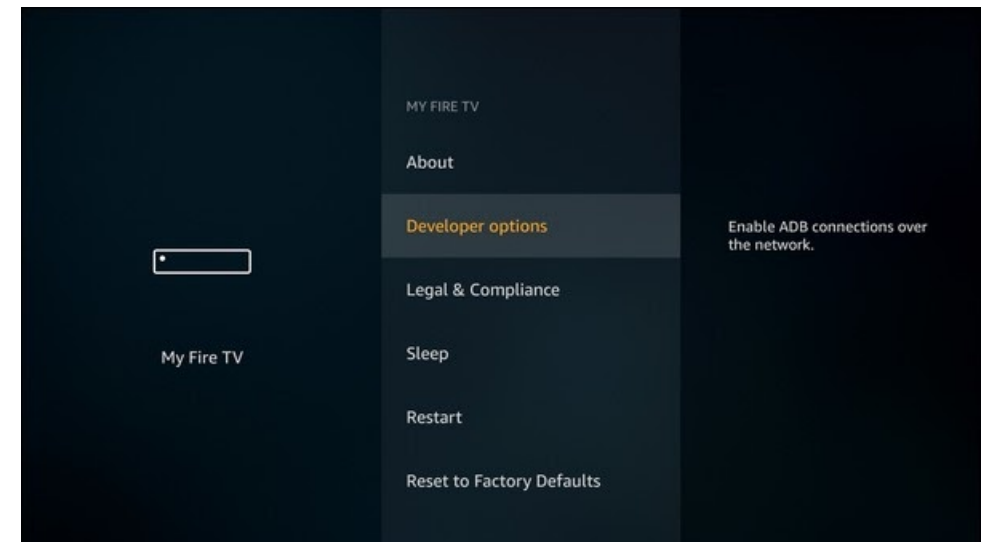 MY FIRE TV
About
Developer options
Legal & Compliance
Sleep
Restart
Reset to Factory Defaults
My Fire TV
Enable ADB connections over
the network.